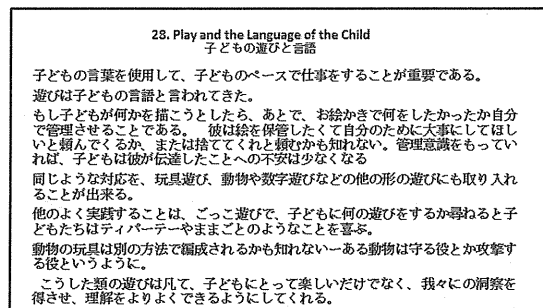 28. Play and the Language of the Child
子どもの遊びと言語
子どもの言葉を使用して、子どものペースで仕事をすることが重要である。
遊びは子どもの言語と言われてきた。
もし子どもが何かを描こうとしたら、あとで、お絵かきで何をしたかったか自分
で管理させることである。 彼は絵を保管したくて自分のために大事にしてほし
いと頼んでくるか、または捨ててくれと頼むかも知れない。管理意識をもってい
れば、子どもは彼が伝達したことへの不安は少なくなる
同じような対応を、玩具遊び、動物や数字遊びなどの他の形の遊びにも取り入れ
ることが出来る。
他のよく実践することは、ごっこ遊びで、子どもに何の遊びをするか尋ねると子
どもたちはティパーテーやままごとのようなことを喜ぶ。
動物の玩具は別の方法で編成されるかも知れないーある動物は守る役とか攻撃す
る役というように。
こうした類の遊びは凡て、子どもにとって楽しいだけでなく、我々に の洞察を
得させ、理解をよりよくできるようにしてくれる。